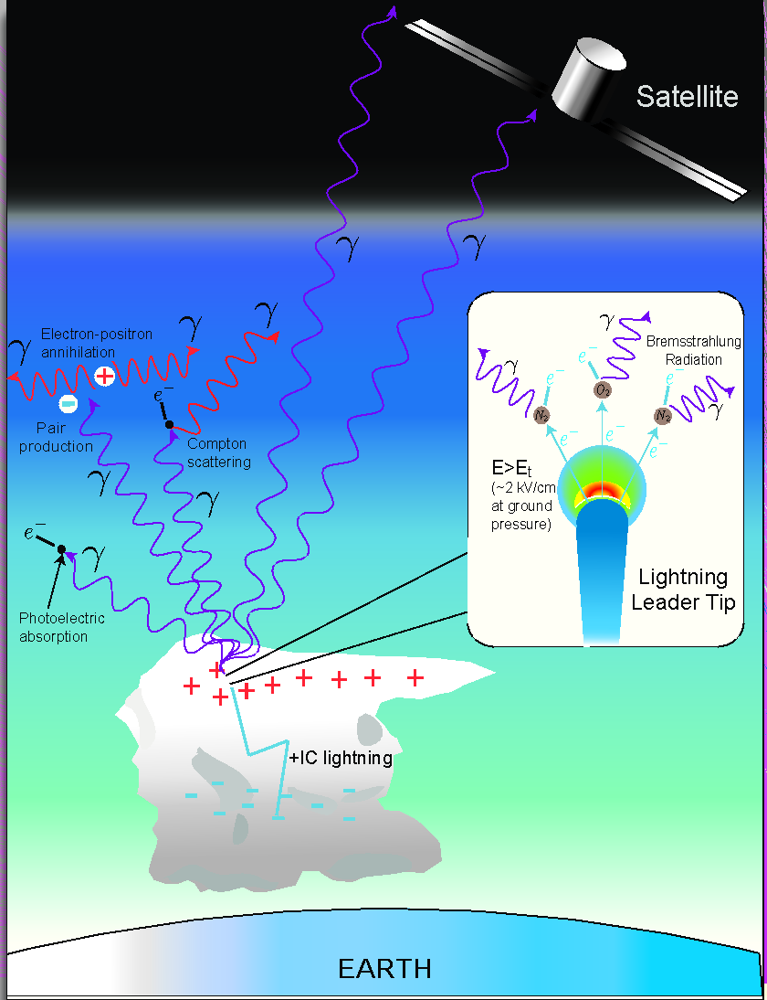 Satellite
γ
γ
Electron-positron
annihilation
γ
γ
γ
+
-
e⁻
Pair
production
Compton
scattering
γ
γ
e⁻
γ
Photoelectric
absorption
γ
γ
γ
γ
Bremsstrahlung
Radiation
e⁻
e⁻
e⁻
O₂
N₂
N₂
e⁻
e⁻
e⁻
E>Eₜ
(~2 kV/cm
at ground
pressure)
Lightning
Leader Tip
+ + + + + + + + +
+IC lightning
- - - - - - - - -
EARTH